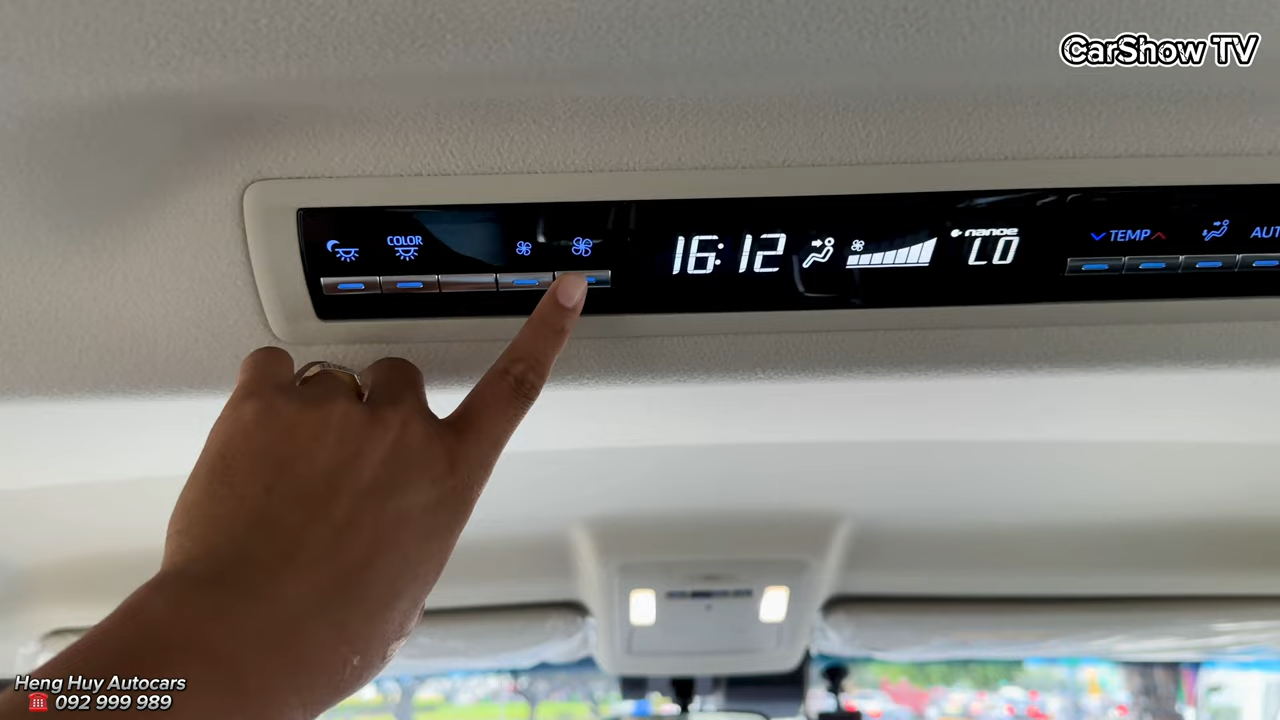 CarShow TV
COLOR
16:12
nanoe
LO
TEMP
AUT
Heng Huy Autocars
092 999 989